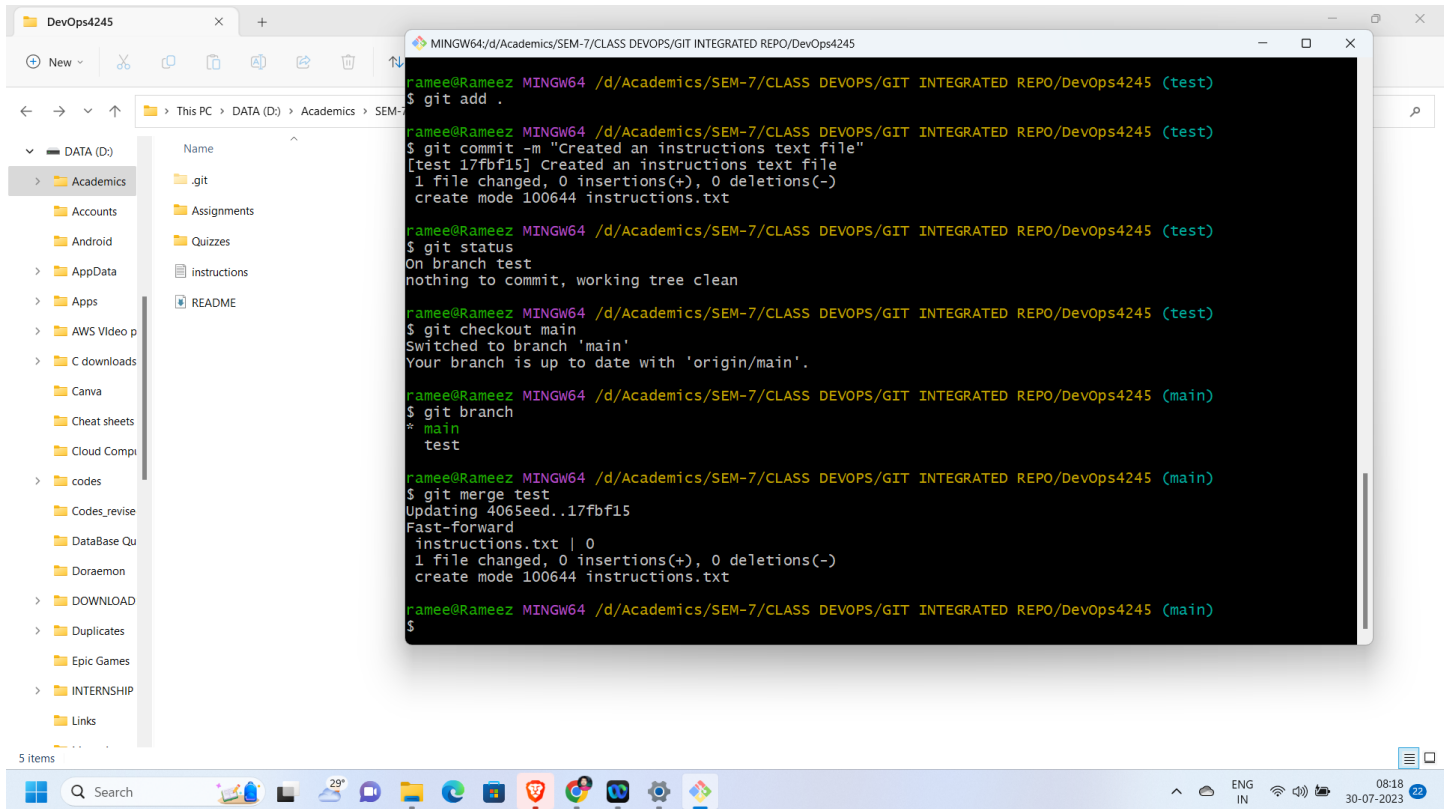 DevOps4245
New
This PC > DATA (D:) > Academics > SEM-7
DATA (D:)
Academics
Accounts
Android
AppData
Apps
AWS VIdeo p
C downloads
Canva
Cheat sheets
Cloud Compu
codes
Codes_revise
DataBase Qu
Doraemon
DOWNLOAD
Duplicates
Epic Games
INTERNSHIP
Links
Name
.git
Assignments
Quizzes
instructions
README
5 items
MINGW64:/d/Academics/SEM-7/CLASS DEVOPS/GIT INTEGRATED REPO/DevOps4245
ramee@Rameez MINGW64 /d/Academics/SEM-7/CLASS DEVOPS/GIT INTEGRATED REPO/DevOps4245 (test)
$ git add .
ramee@Rameez MINGW64 /d/Academics/SEM-7/CLASS DEVOPS/GIT INTEGRATED REPO/DevOps4245 (test)
$ git commit -m "Created an instructions text file"
[test 17fbf15] Created an instructions text file
1 file changed, 0 insertions(+), 0 deletions(-)
create mode 100644 instructions.txt
ramee@Rameez MINGW64 /d/Academics/SEM-7/CLASS DEVOPS/GIT INTEGRATED REPO/DevOps4245 (test)
$ git status
On branch test
nothing to commit, working tree clean
ramee@Rameez MINGW64 /d/Academics/SEM-7/CLASS DEVOPS/GIT INTEGRATED REPO/DevOps4245 (test)
$ git checkout main
Switched to branch 'main'
Your branch is up to date with 'origin/main'.
ramee@Rameez MINGW64 /d/Academics/SEM-7/CLASS DEVOPS/GIT INTEGRATED REPO/DevOps4245 (main)
$ git branch
* main
test
ramee@Rameez MINGW64 /d/Academics/SEM-7/CLASS DEVOPS/GIT INTEGRATED REPO/DevOps4245 (main)
$ git merge test
Updating 4065eed..17fbf15
Fast-forward
instructions.txt | 0
1 file changed, 0 insertions(+), 0 deletions(-)
create mode 100644 instructions.txt
ramee@Rameez MINGW64 /d/Academics/SEM-7/CLASS DEVOPS/GIT INTEGRATED REPO/DevOps4245 (main)
$
Search
29°
ENG
IN
08:18
30-07-2023
22